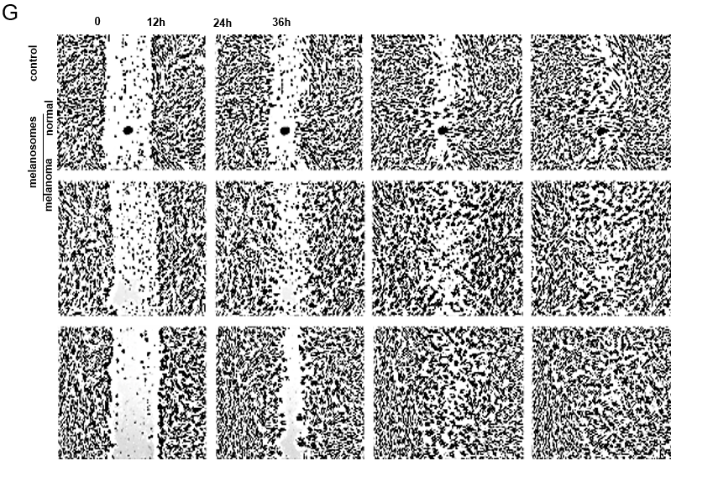 G
0 12h 24h 36h
control
melanosomes
normal
melanoma